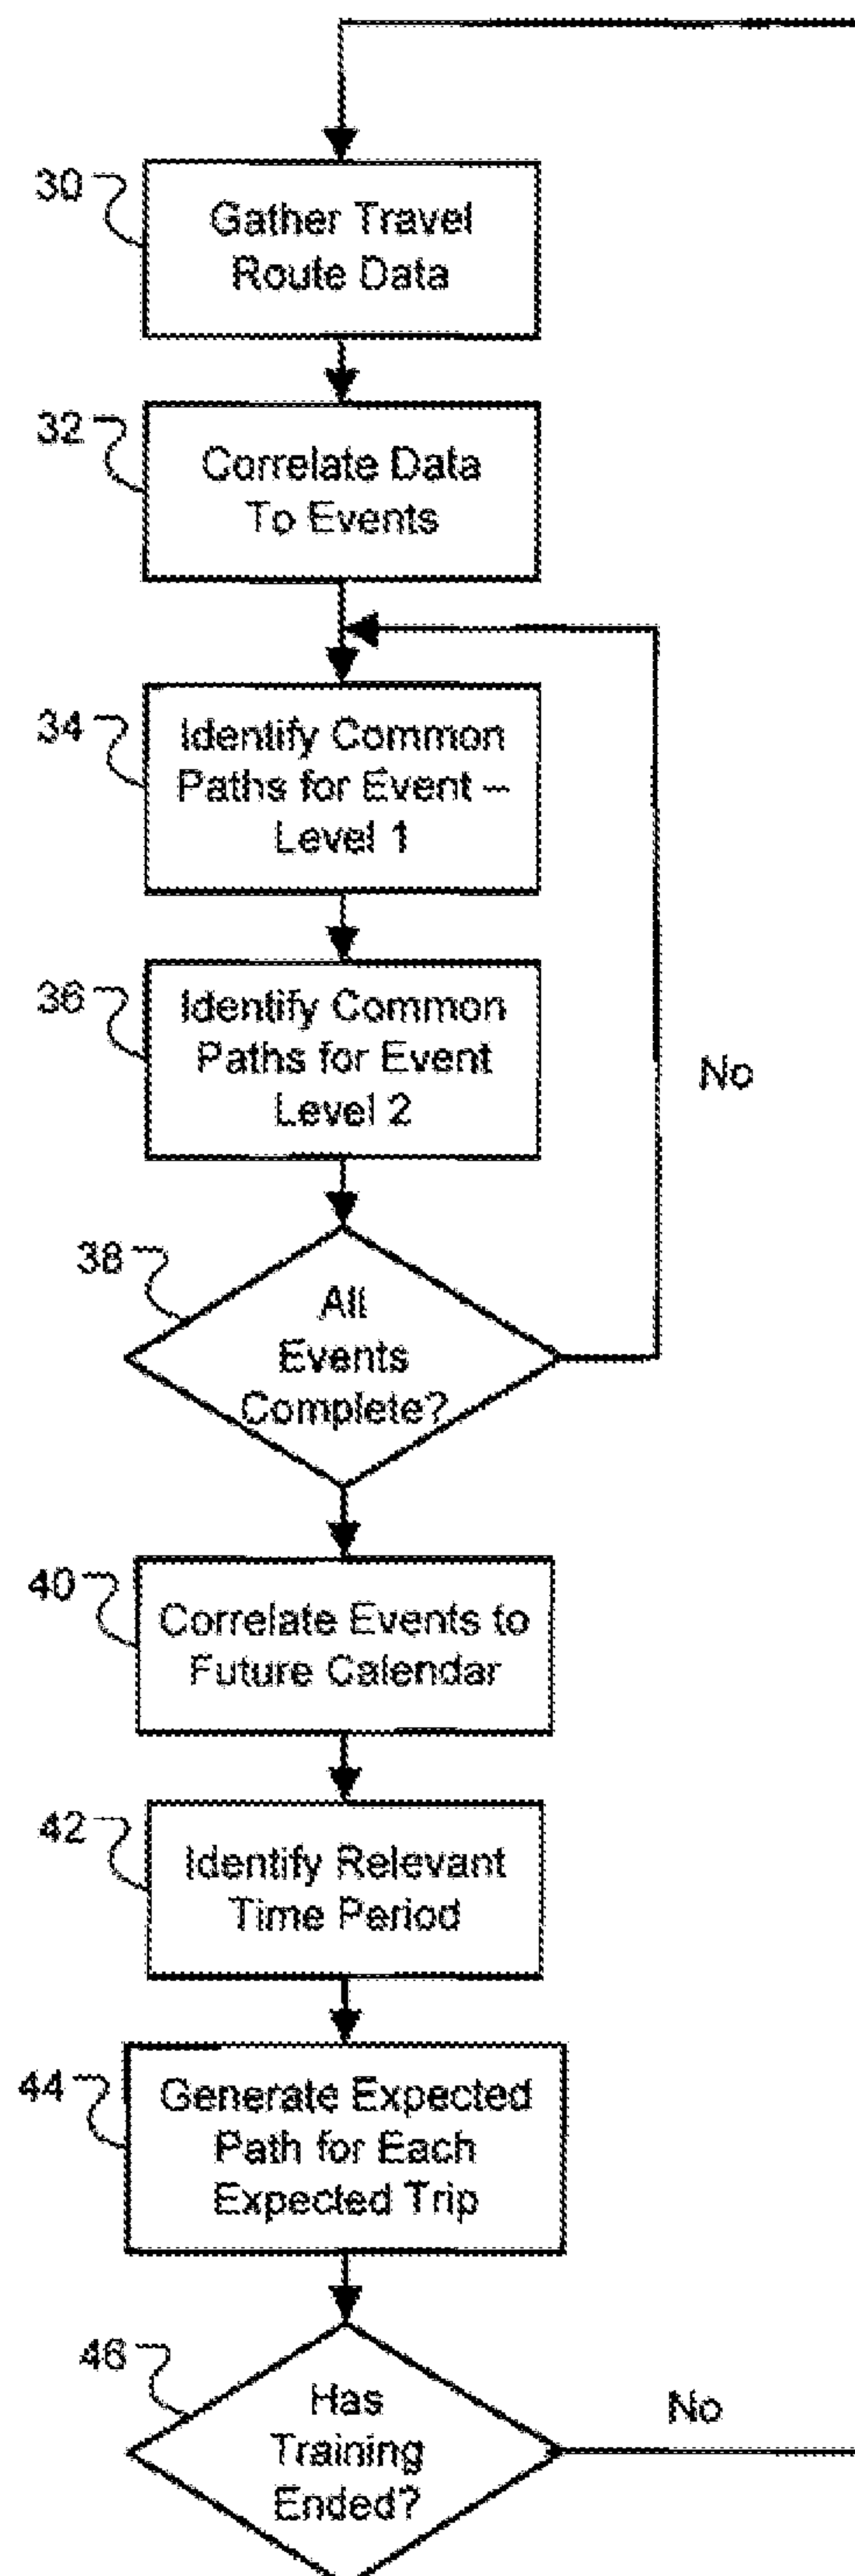 30
Gather Travel
Route Data
32
Correlate Data
To Events
34
Identify Common
Paths for Event –
Level 1
36
Identify Common
Paths for Event
Level 2
No
38
All
Events
Complete?
40
Correlate Events to
Future Calendar
42
Identify Relevant
Time Period
44
Generate Expected
Path for Each
Expected Trip
46
Has
Training
Ended?
No